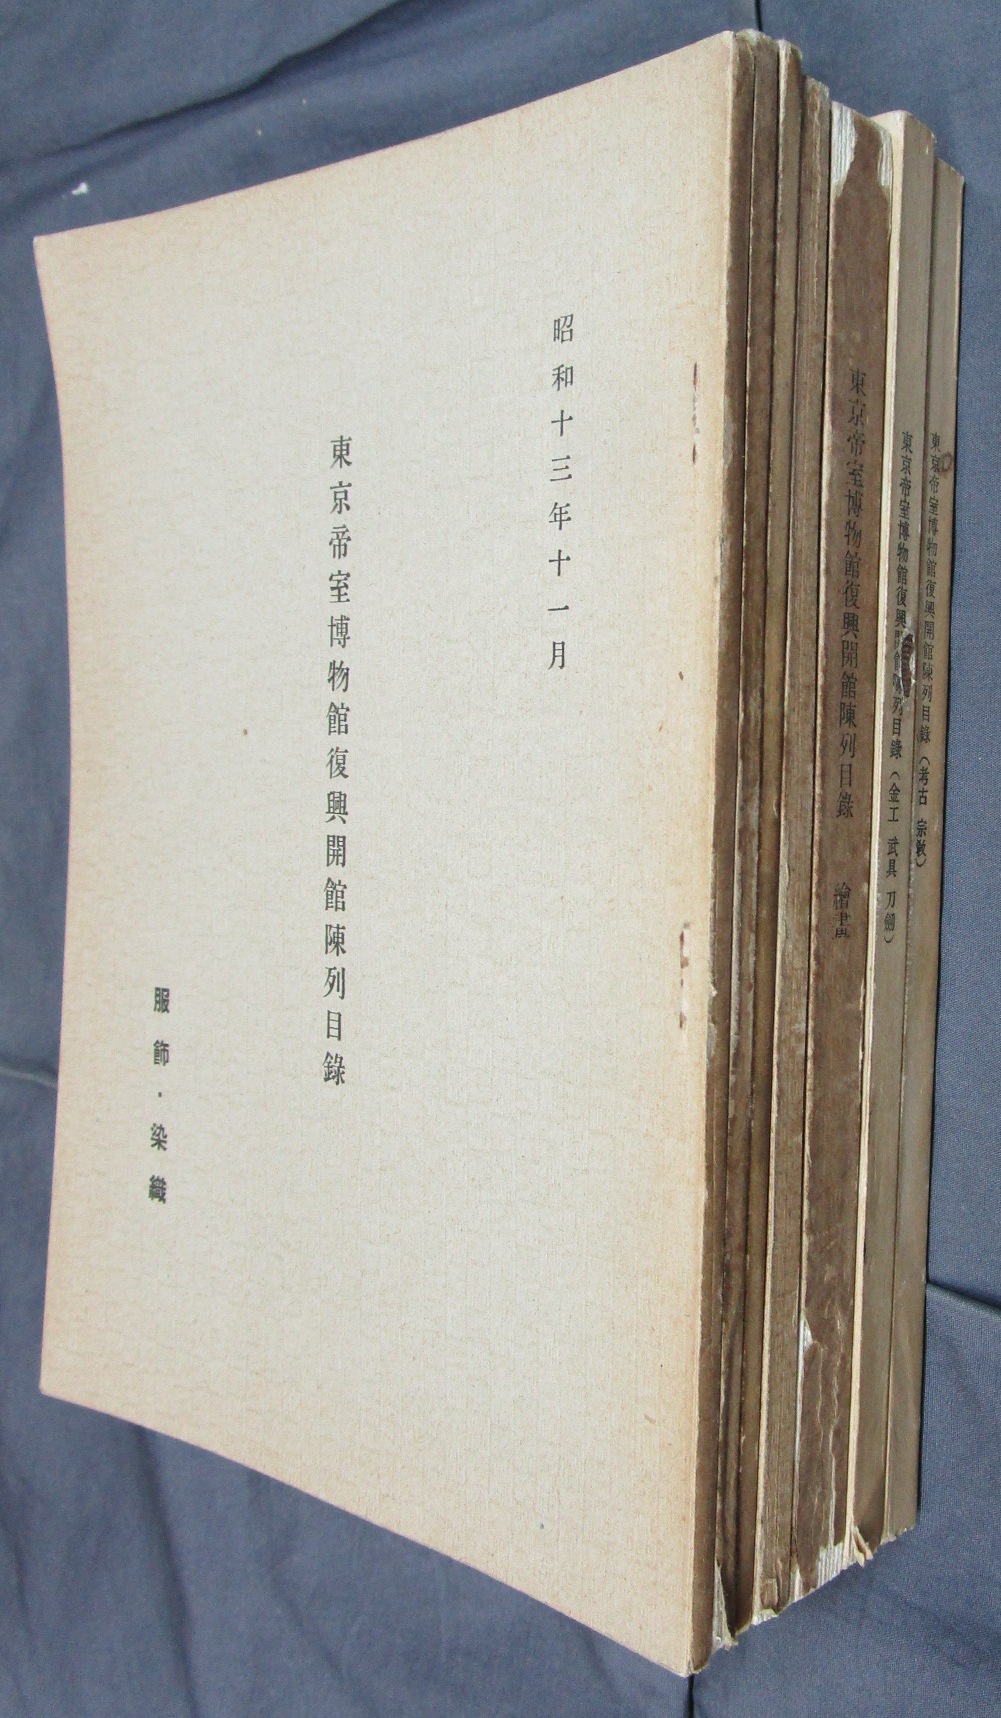 昭和十三年十一月
東京帝室博物館復興開館陳列目錄
服飾・染織
東京帝室博物館復興開館陳列目錄 繪畫
東京帝室博物館復興開館陳列目錄（金工 武具 刀劒）
東京帝室博物館復興開館陳列目錄（考古 宗敎）